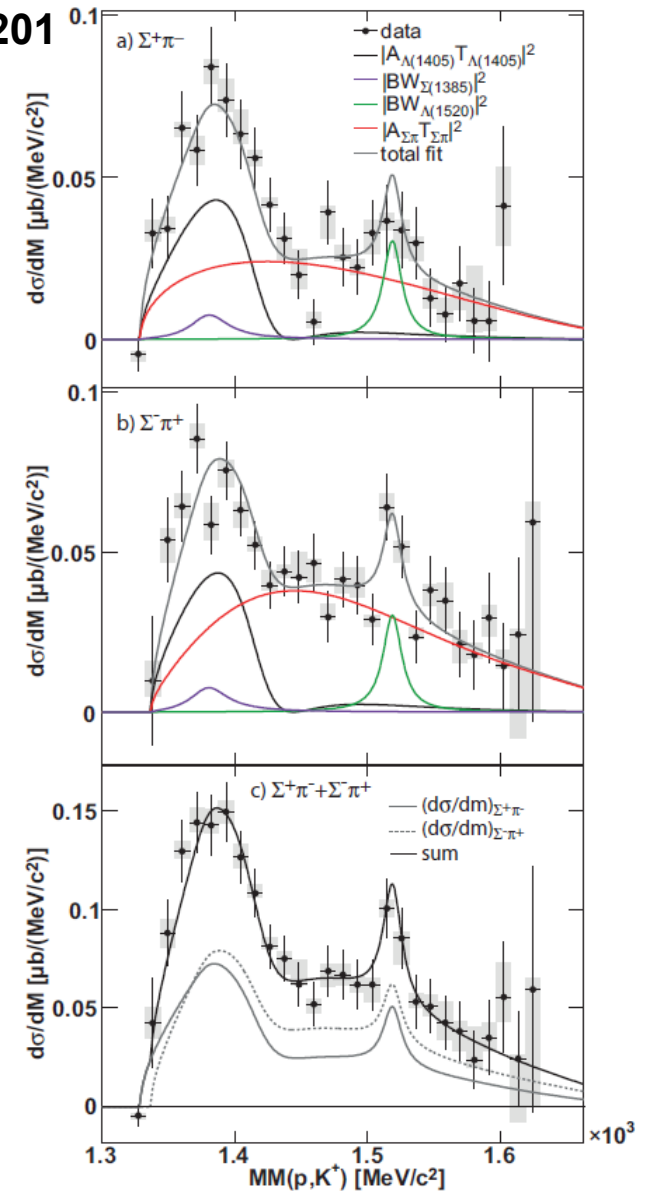 201
0.1
a) Σ⁺π–
data
|A_Λ(1405)T_Λ(1405)|²
|BW_Σ(1385)|²
|BW_Λ(1520)|²
|A_ΣπT_Σπ|²
total fit
dσ/dM [μb/(MeV/c²)]
0.05
0
0.1
b) Σ⁻π⁺
dσ/dM [μb/(MeV/c²)]
0.05
0
c) Σ⁺π⁻+Σ⁻π⁺
(dσ/dm)_Σ⁺π⁻
(dσ/dm)_Σ⁻π⁺
sum
dσ/dM [μb/(MeV/c²)]
0.15
0.1
0.05
0
1.3 1.4 1.5 1.6
×10³
MM(p,K⁺) [MeV/c²]